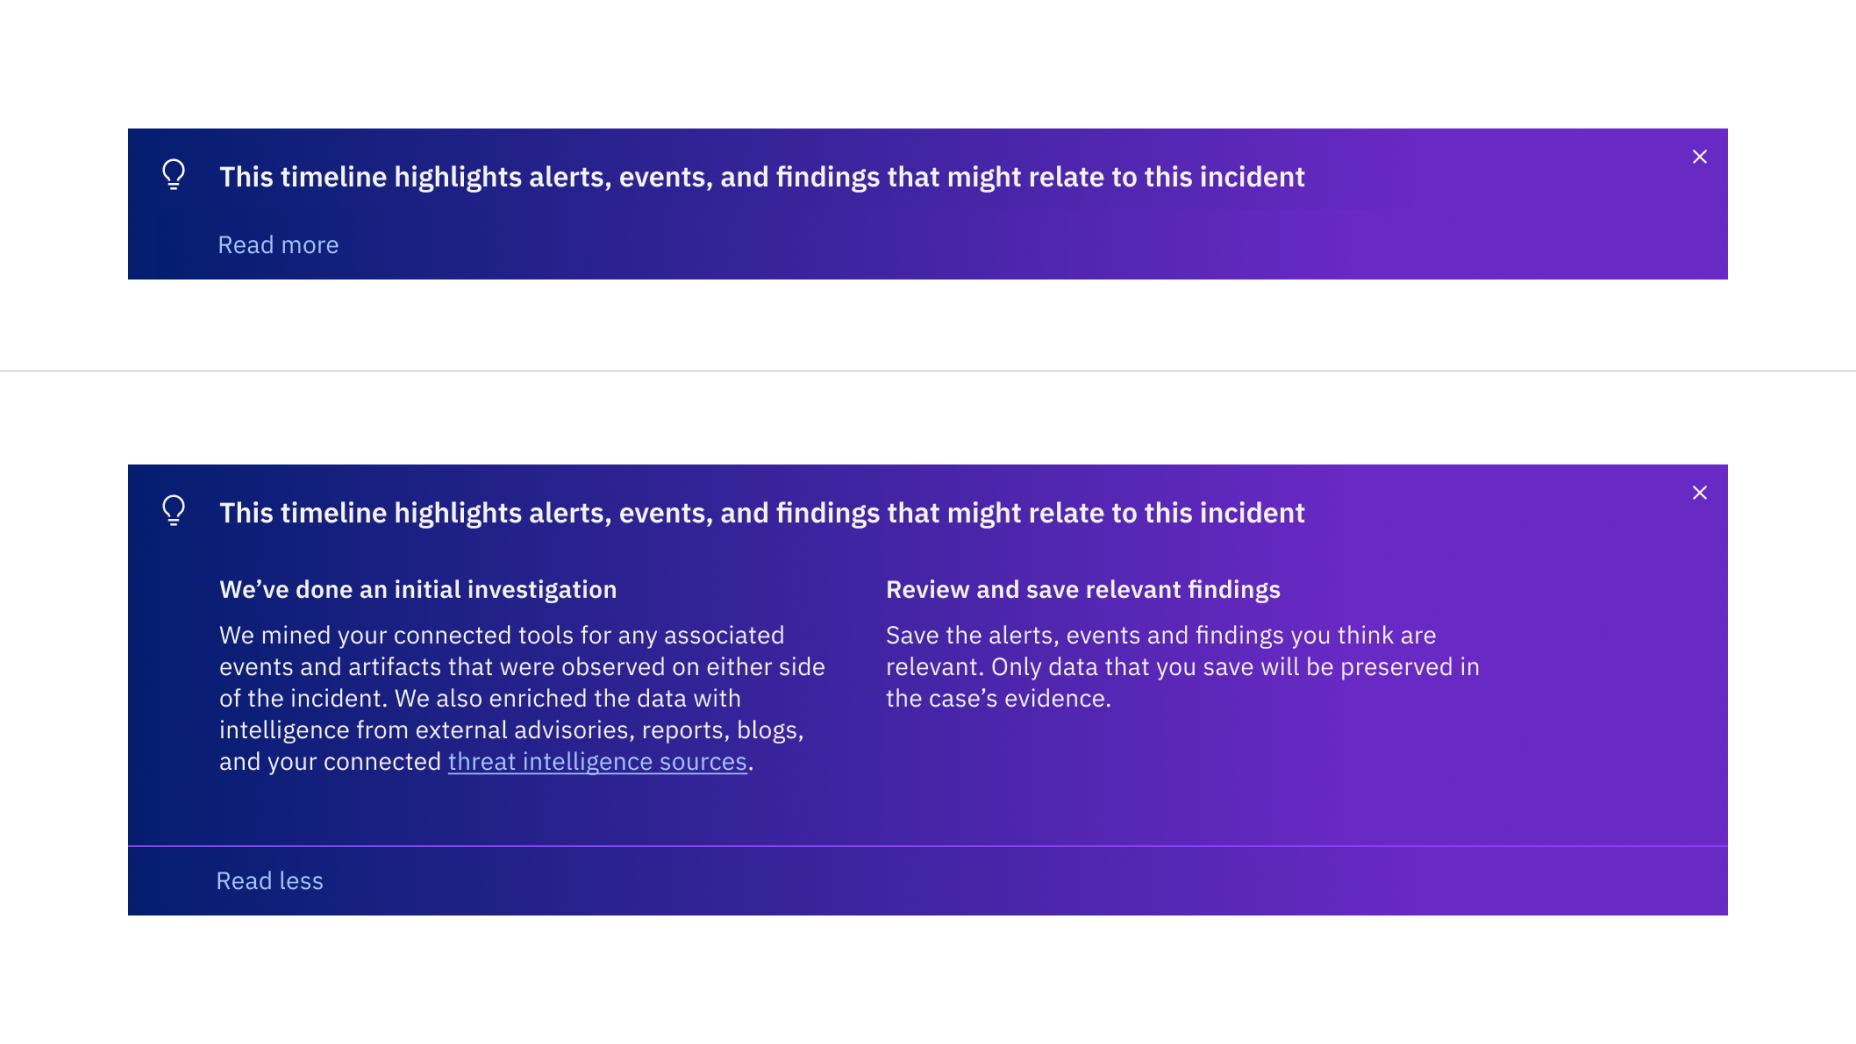 This timeline highlights alerts, events, and findings that might relate to this incident
Read more
This timeline highlights alerts, events, and findings that might relate to this incident
We’ve done an initial investigation
We mined your connected tools for any associated
events and artifacts that were observed on either side
of the incident. We also enriched the data with
intelligence from external advisories, reports, blogs,
and your connected threat intelligence sources.
Review and save relevant findings
Save the alerts, events and findings you think are
relevant. Only data that you save will be preserved in
the case’s evidence.
Read less